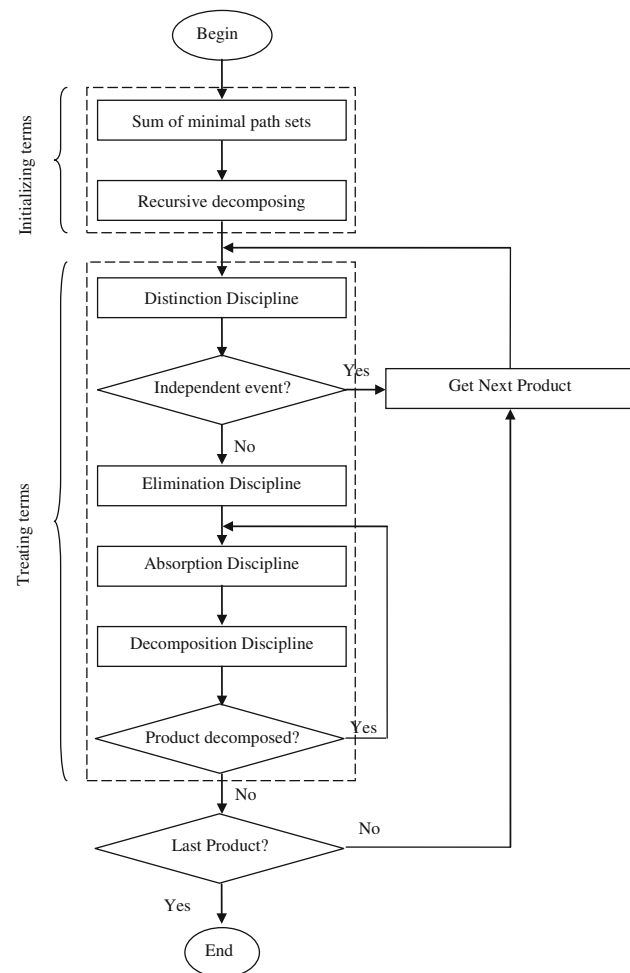 Begin
Initializing terms
Sum of minimal path sets
Recursive decomposing
Treating terms
Distinction Discipline
Independent event?
Yes
Get Next Product
No
Elimination Discipline
Absorption Discipline
Decomposition Discipline
Product decomposed?
Yes
No
Last Product?
No
Yes
End